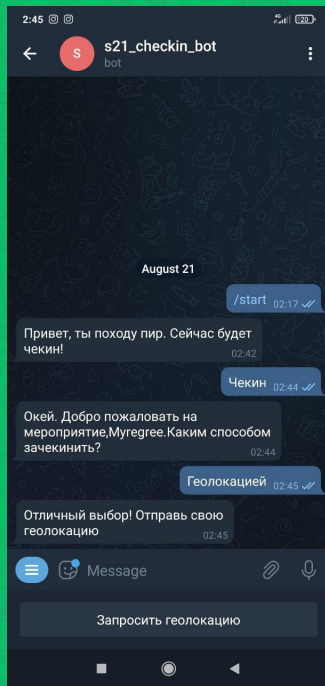 2:45
4G
20
S
s21_checkin_bot
bot
August 21
/start 02:17
Привет, ты походу пир. Сейчас будет
чекин!
02:42
Чекин 02:44
Окей. Добро пожаловать на
мероприятие,Myregree.Каким способом
зачекинить?
02:44
Геолокацией 02:45
Отличный выбор! Отправь свою
геолокацию
02:45
Message
Запросить геолокацию